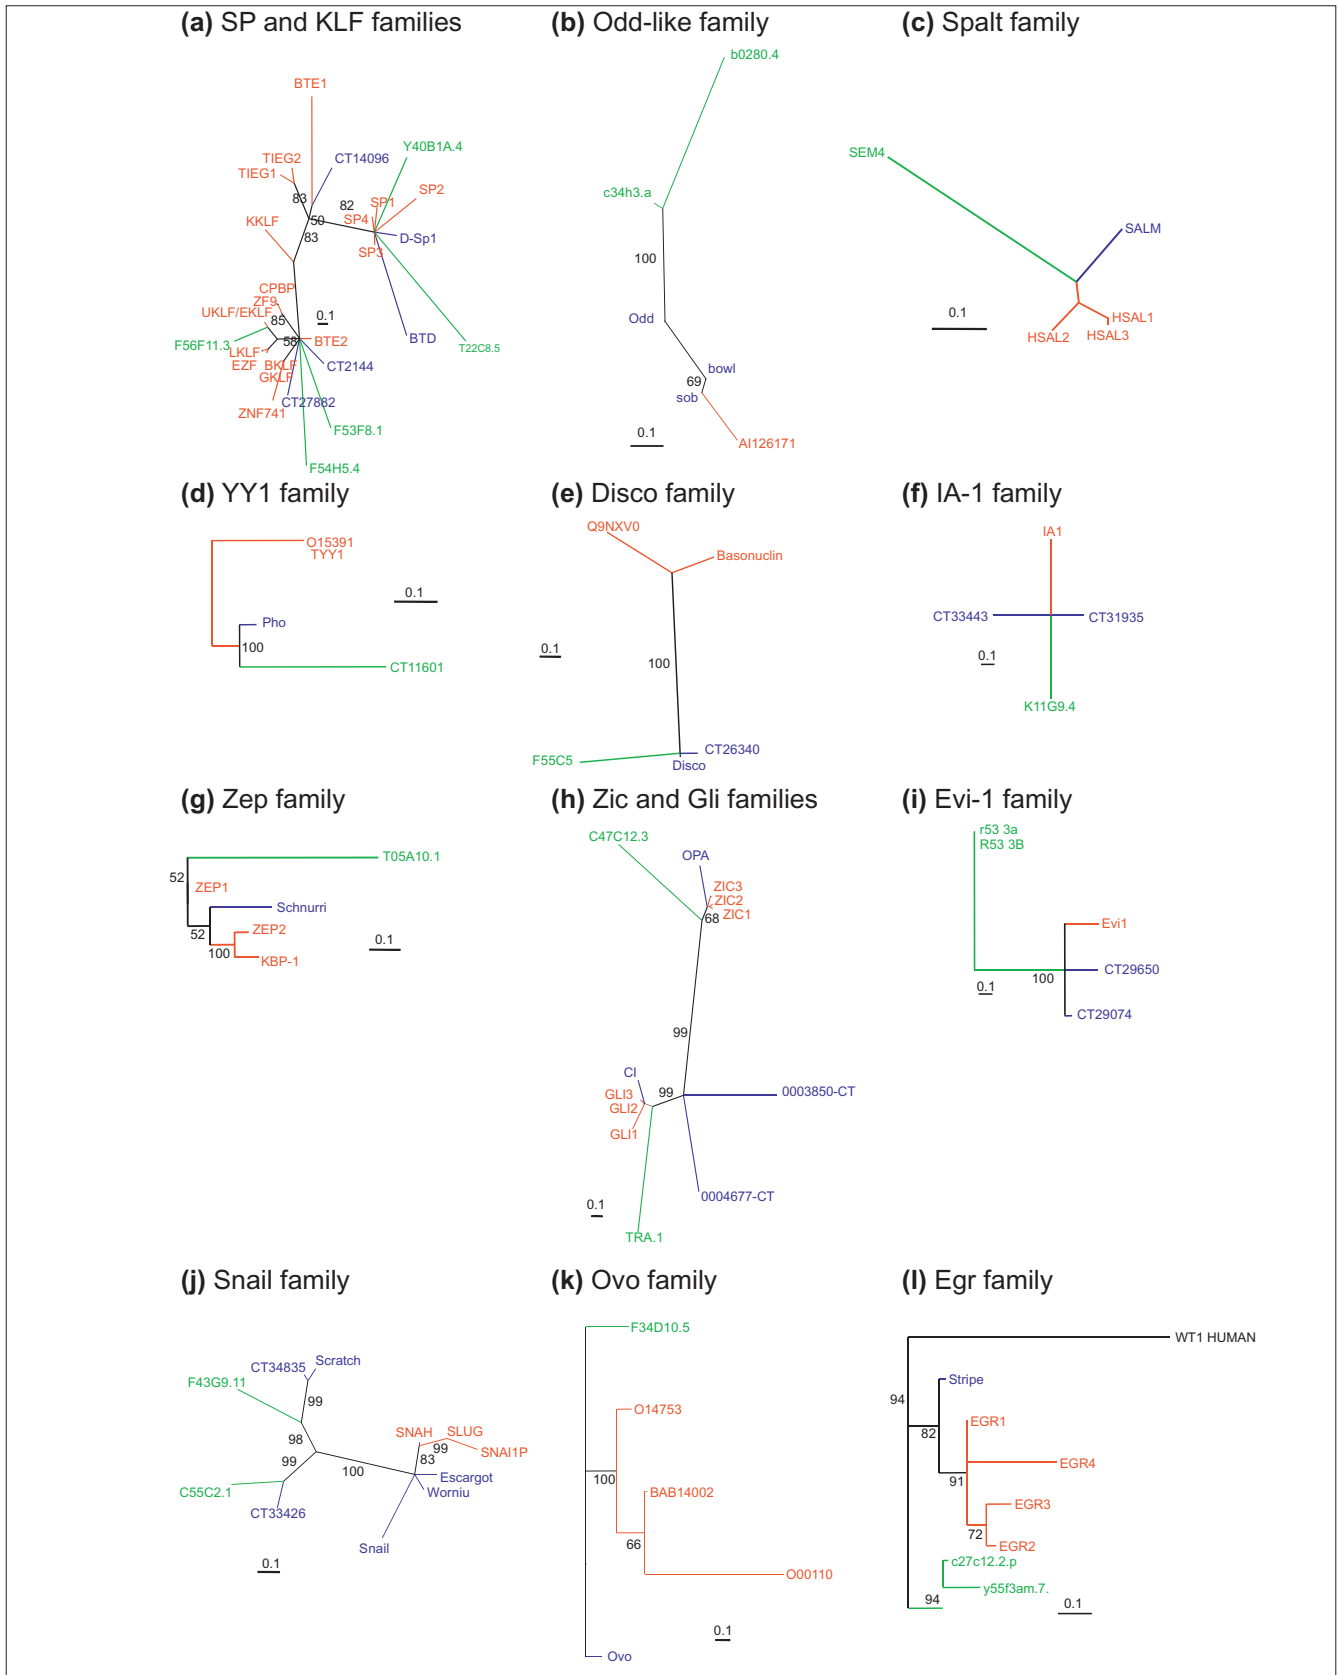 (a) SP and KLF families
BTE1
TIEG2
TIEG1
CT14096
Y40B1A.4
83
82
SP1
SP2
50
SP4
KKLF
83
D-Sp1
SP3
CPBP
ZF9
UKLF/EKLF
85
0.1
F56F11.3
58
BTE2
BTD
T22C8.5
LKLF
EZF
BKLF
CT2144
GKLF
CT27882
ZNF741
F53F8.1
F54H5.4
(b) Odd-like family
b0280.4
c34h3.a
100
Odd
bowl
69
sob
0.1
AI126171
(c) Spalt family
SEM4
SALM
0.1
HSAL1
HSAL2
HSAL3
(d) YY1 family
O15391
TYY1
0.1
Pho
100
CT11601
(e) Disco family
Q9NXV0
Basonuclin
0.1
100
F55C5
CT26340
Disco
(f) IA-1 family
IA1
CT33443
CT31935
0.1
K11G9.4
(g) Zep family
T05A10.1
52
ZEP1
Schnurri
52
ZEP2
0.1
100
KBP-1
(h) Zic and Gli families
C47C12.3
OPA
ZIC3
ZIC2
68
ZIC1
99
CI
99
0003850-CT
GLI3
GLI2
GLI1
0004677-CT
0.1
TRA.1
(i) Evi-1 family
r53 3a
R53 3B
Evi1
100
CT29650
0.1
CT29074
(j) Snail family
CT34835
Scratch
F43G9.11
99
SNAH
SLUG
98
99
SNAI1P
83
99
100
Escargot
C55C2.1
Worniu
CT33426
Snail
0.1
(k) Ovo family
F34D10.5
O14753
100
BAB14002
66
O00110
0.1
Ovo
(l) Egr family
WT1 HUMAN
Stripe
94
EGR1
82
EGR4
91
EGR3
72
EGR2
c27c12.2.p
y55f3am.7.
94
0.1